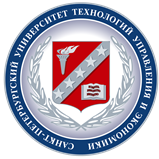 САНКТ-ПЕТЕРБУРГСКИЙ УНИВЕРСИТЕТ ТЕХНОЛОГИЙ УПРАВЛЕНИЯ И ЭКОНОМИКИ